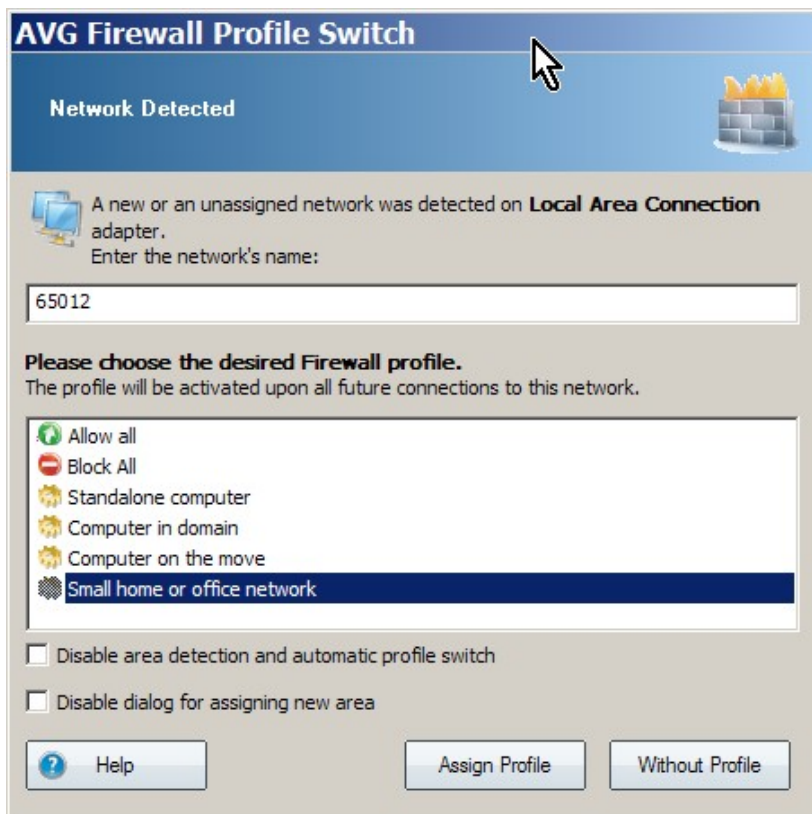 AVG Firewall Profile Switch
Network Detected
A new or an unassigned network was detected on Local Area Connection
adapter.
Enter the network's name:
65012
Please choose the desired Firewall profile.
The profile will be activated upon all future connections to this network.
Allow all
Block All
Standalone computer
Computer in domain
Computer on the move
Small home or office network
Disable area detection and automatic profile switch
Disable dialog for assigning new area
Help
Assign Profile
Without Profile